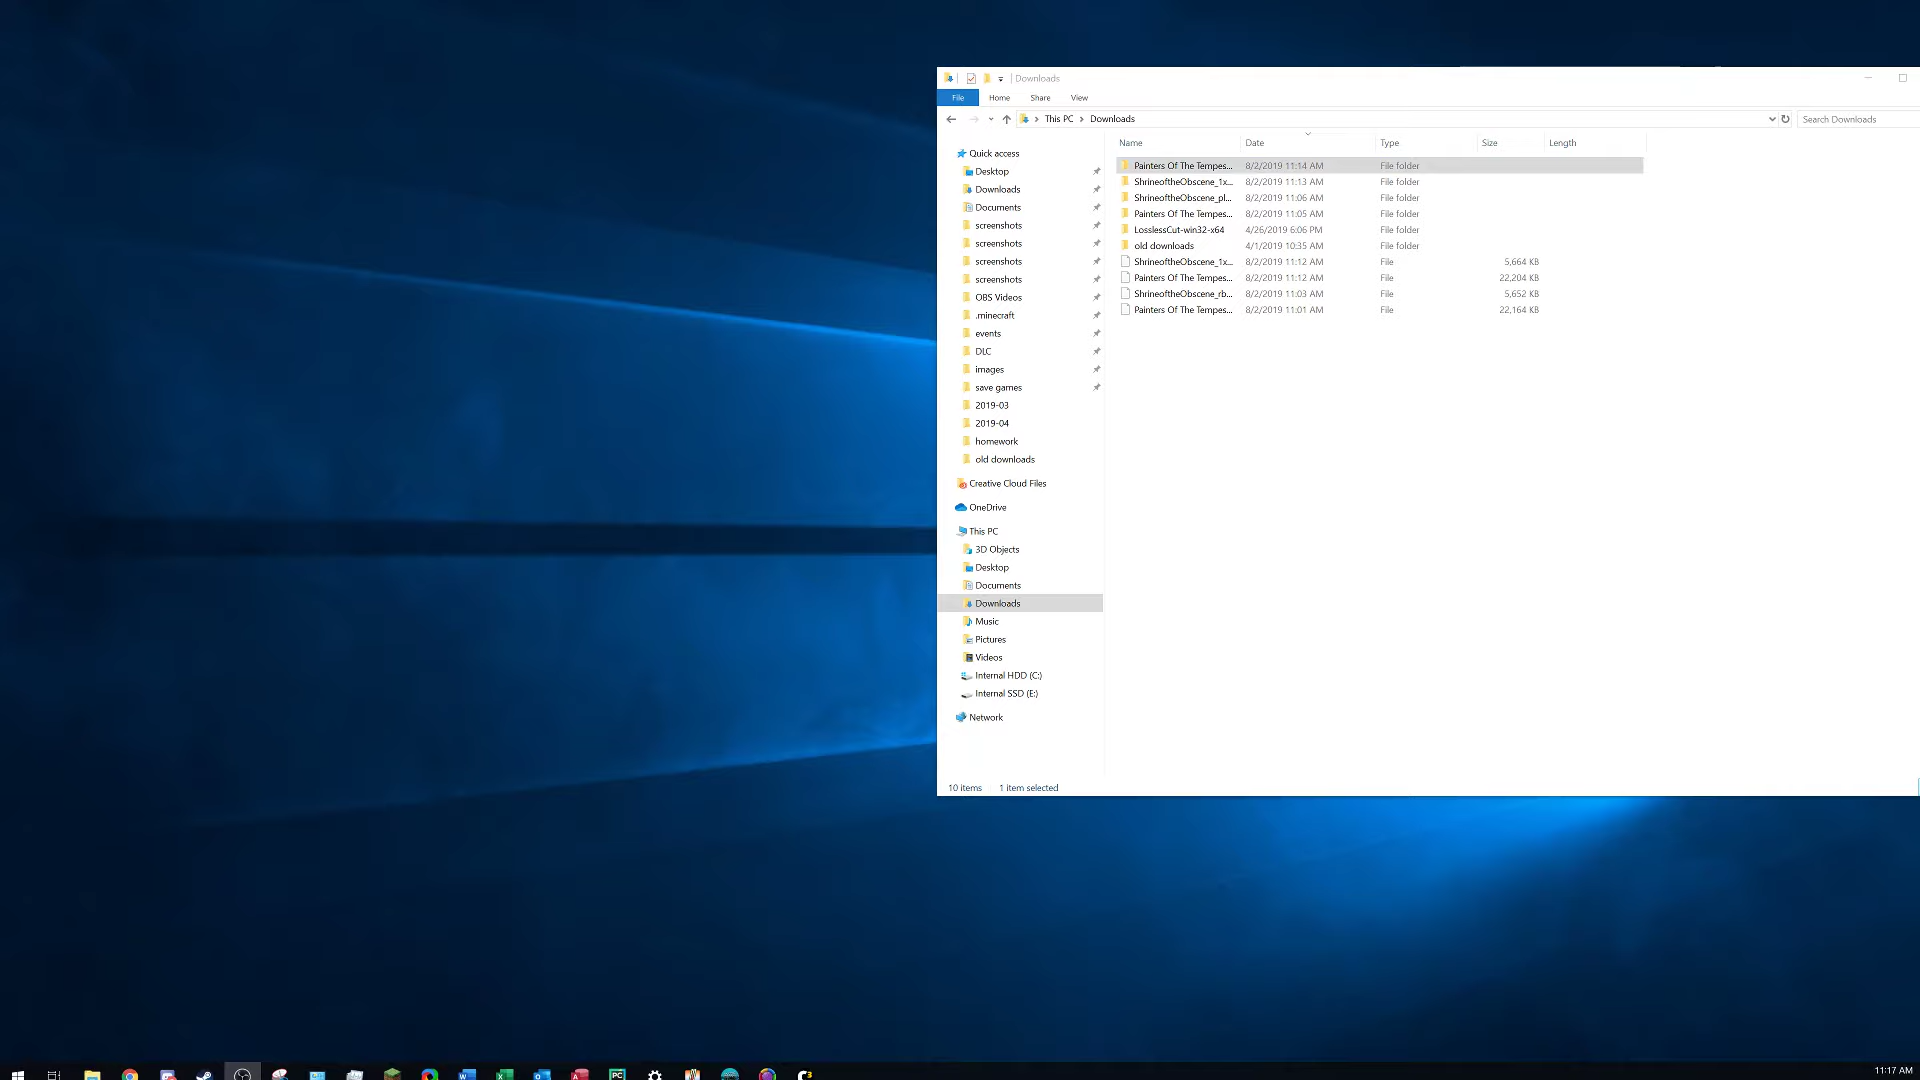 Downloads
File Home Share View
This PC Downloads Search Downloads
Name Date Type Size Length
Painters Of The Tempes... 8/2/2019 11:14 AM File folder
ShrineoftheObscene_1x... 8/2/2019 11:13 AM File folder
ShrineoftheObscene_pl... 8/2/2019 11:06 AM File folder
Painters Of The Tempes... 8/2/2019 11:05 AM File folder
LosslessCut-win32-x64 4/26/2019 6:06 PM File folder
old downloads 4/1/2019 10:35 AM File folder
ShrineoftheObscene_1x... 8/2/2019 11:12 AM File 5,664 KB
Painters Of The Tempes... 8/2/2019 11:12 AM File 22,204 KB
ShrineoftheObscene_rb... 8/2/2019 11:03 AM File 5,652 KB
Painters Of The Tempes... 8/2/2019 11:01 AM File 22,164 KB
Quick access
Desktop
Downloads
Documents
screenshots
screenshots
screenshots
screenshots
OBS Videos
.minecraft
events
DLC
images
save games
2019-03
2019-04
homework
old downloads
Creative Cloud Files
OneDrive
This PC
3D Objects
Desktop
Documents
Downloads
Music
Pictures
Videos
Internal HDD (C:)
Internal SSD (E:)
Network
10 items 1 item selected
11:17 AM